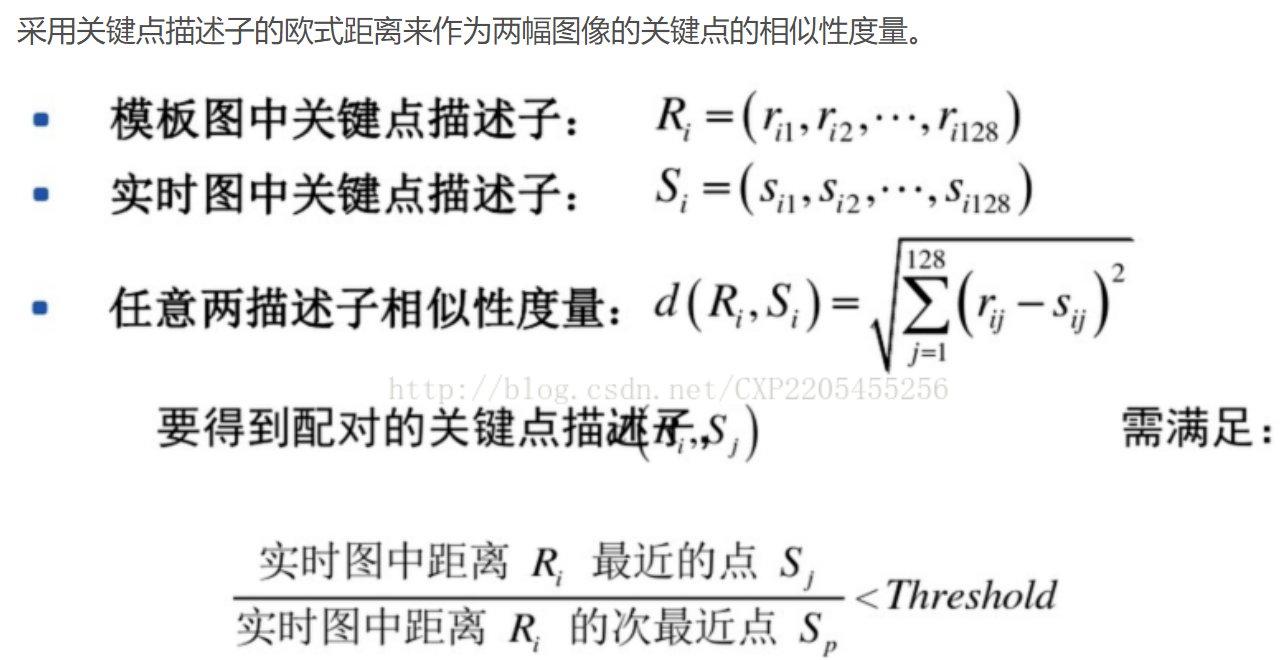 采用关键点描述子的欧式距离来作为两幅图像的关键点的相似性度量。
模板图中关键点描述子： R_i = (r_{i1}, r_{i2}, ⋯, r_{i128})
实时图中关键点描述子： S_i = (s_{i1}, s_{i2}, ⋯, s_{i128})
任意两描述子相似性度量： d(R_i, S_i) = \sqrt{\sum_{j=1}^{128} (r_{ij} − s_{ij})^2}
http://blog.csdn.net/CXP2205455256
要得到配对的关键点描述子，(R_i, S_j) 需满足：
实时图中距离 R_i 最近的点 S_j
实时图中距离 R_i 的次最近点 S_p
< Threshold